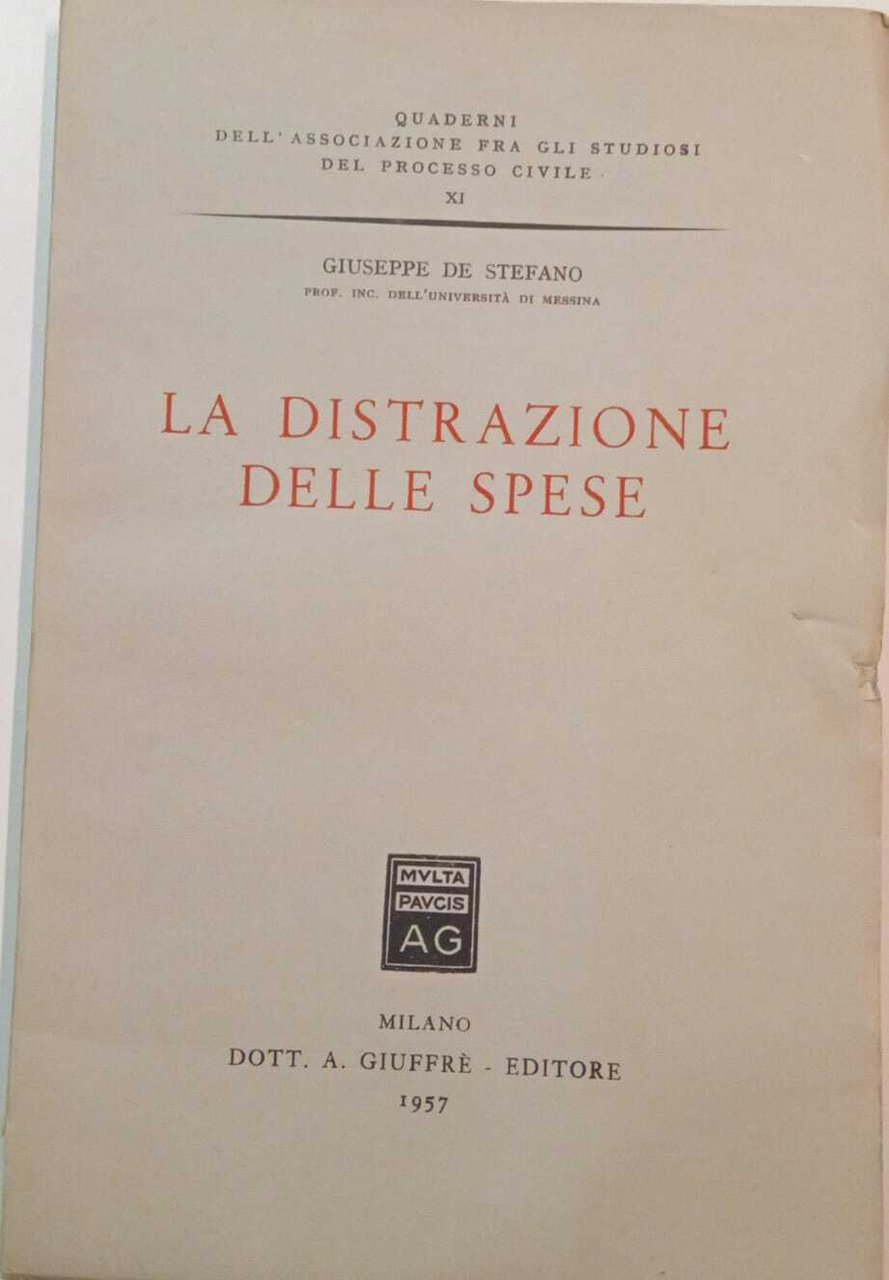 QUADERNI
DELL'ASSOCIAZIONE FRA GLI STUDIOSI
DEL PROCESSO CIVILE
XI
GIUSEPPE DE STEFANO
PROF. INC. DELL'UNIVERSITÀ DI MESSINA
LA DISTRAZIONE
DELLE SPESE
MVLTA
PAVCIS
AG
MILANO
DOTT. A. GIUFFRÈ - EDITORE
1957